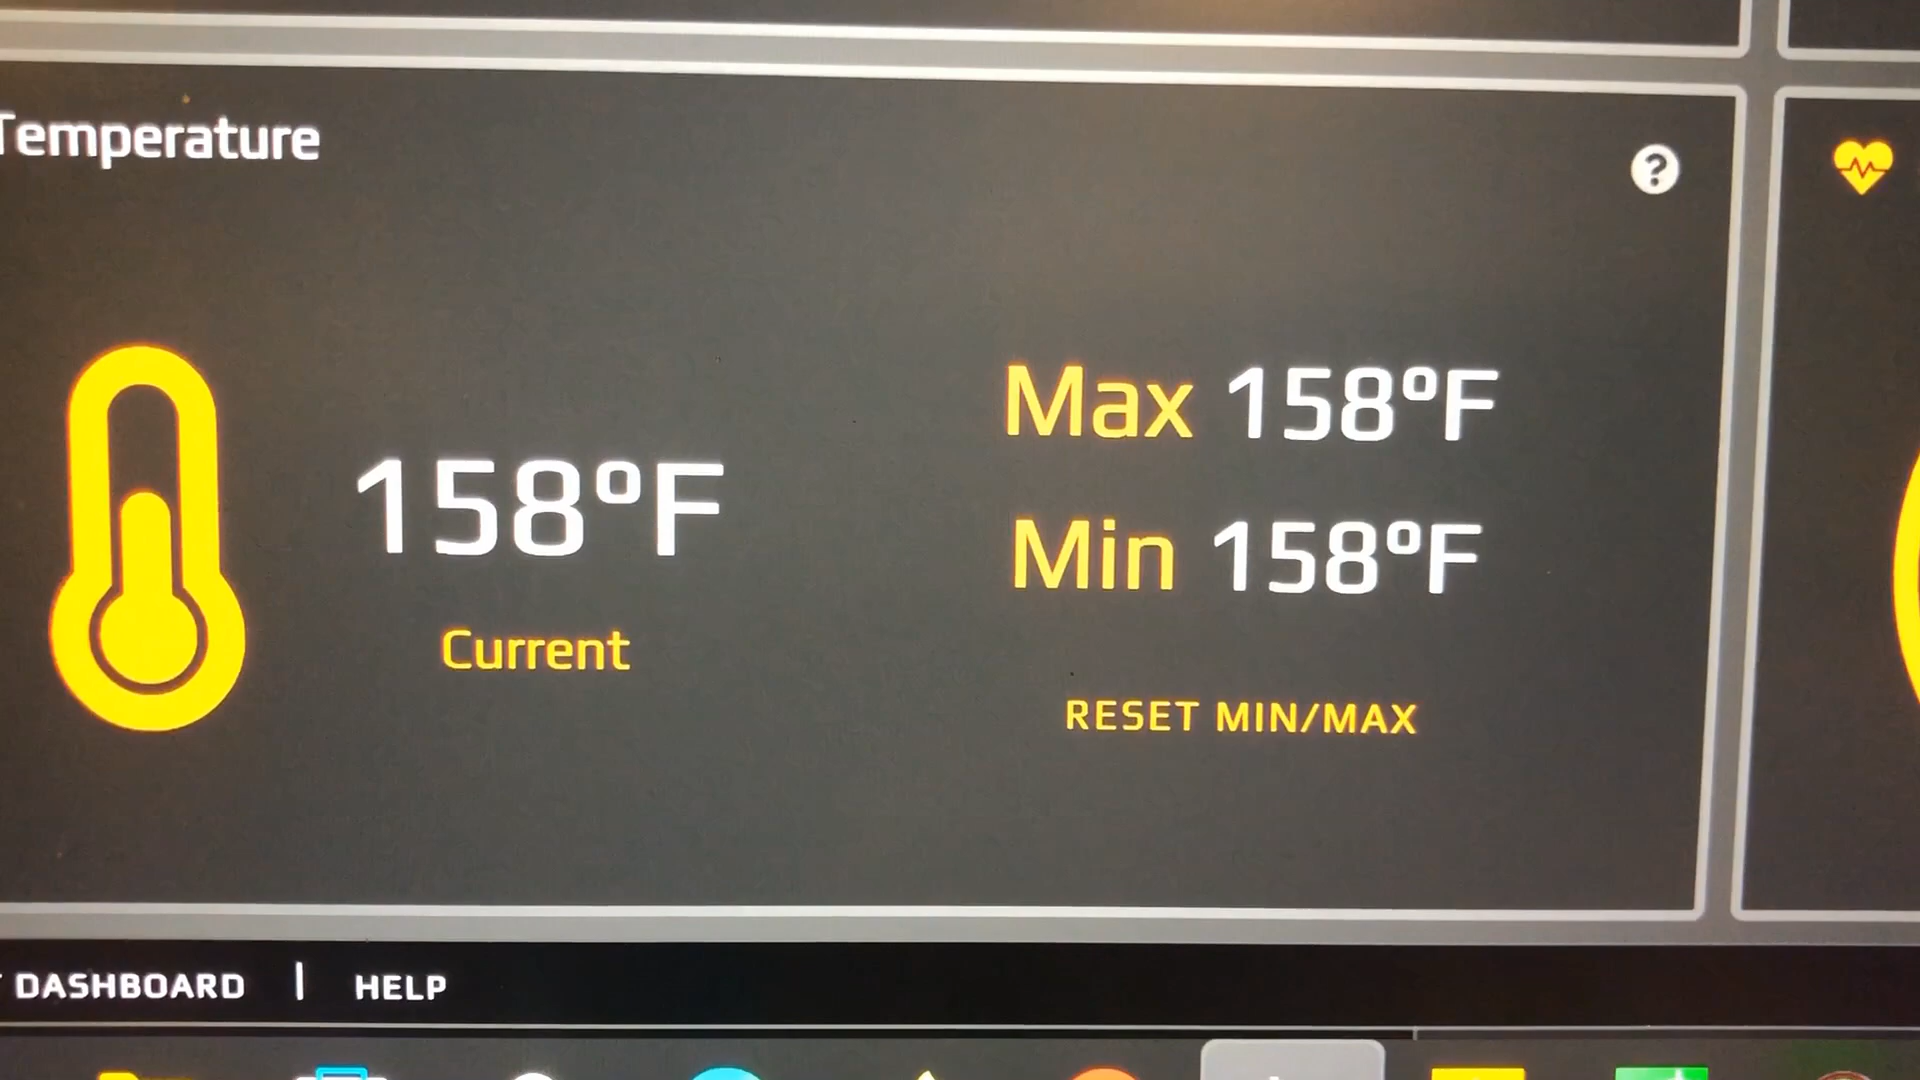 Temperature
?
158°F
Current
Max 158°F
Min 158°F
RESET MIN/MAX
DASHBOARD | HELP